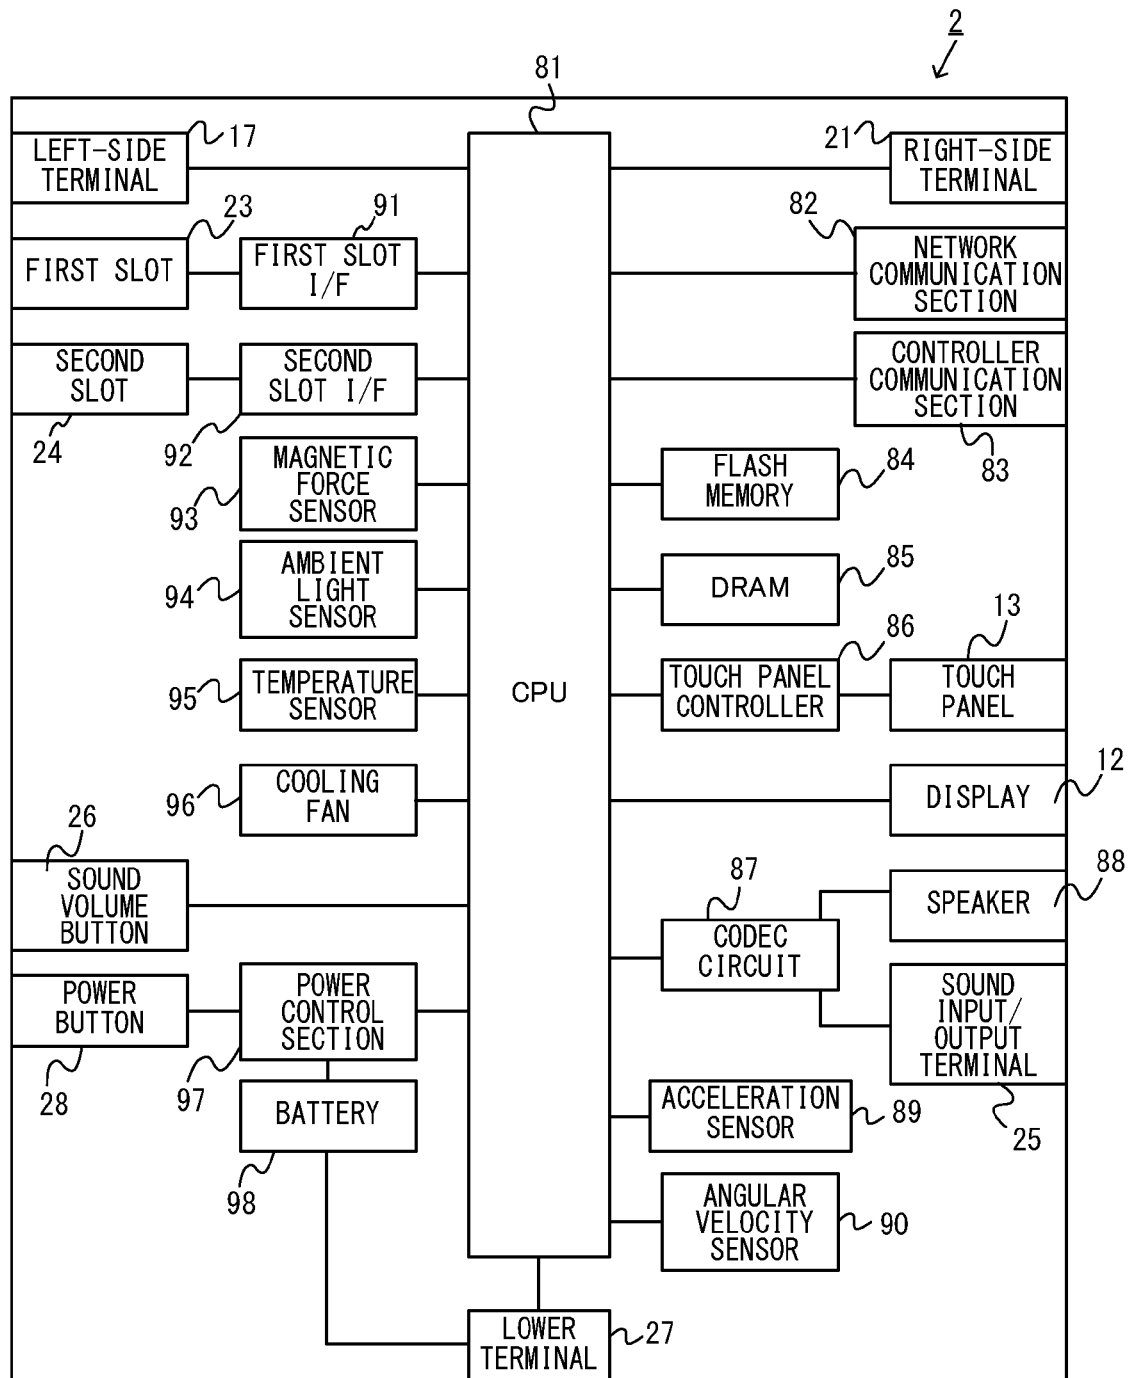 2
81
17
LEFT-SIDE
TERMINAL
21
RIGHT-SIDE
TERMINAL
23
FIRST SLOT
91
FIRST SLOT
I/F
82
NETWORK
COMMUNICATION
SECTION
SECOND
SLOT
24
SECOND
SLOT I/F
92
CONTROLLER
COMMUNICATION
SECTION
83
MAGNETIC
FORCE
SENSOR
93
FLASH
MEMORY
84
AMBIENT
LIGHT
SENSOR
94
DRAM
85
TEMPERATURE
SENSOR
95
CPU
86
TOUCH PANEL
CONTROLLER
13
TOUCH
PANEL
COOLING
FAN
96
DISPLAY
12
26
SOUND
VOLUME
BUTTON
87
CODEC
CIRCUIT
SPEAKER
88
POWER
BUTTON
28
POWER
CONTROL
SECTION
97
SOUND
INPUT/
OUTPUT
TERMINAL
25
BATTERY
98
ACCELERATION
SENSOR
89
ANGULAR
VELOCITY
SENSOR
90
LOWER
TERMINAL
27